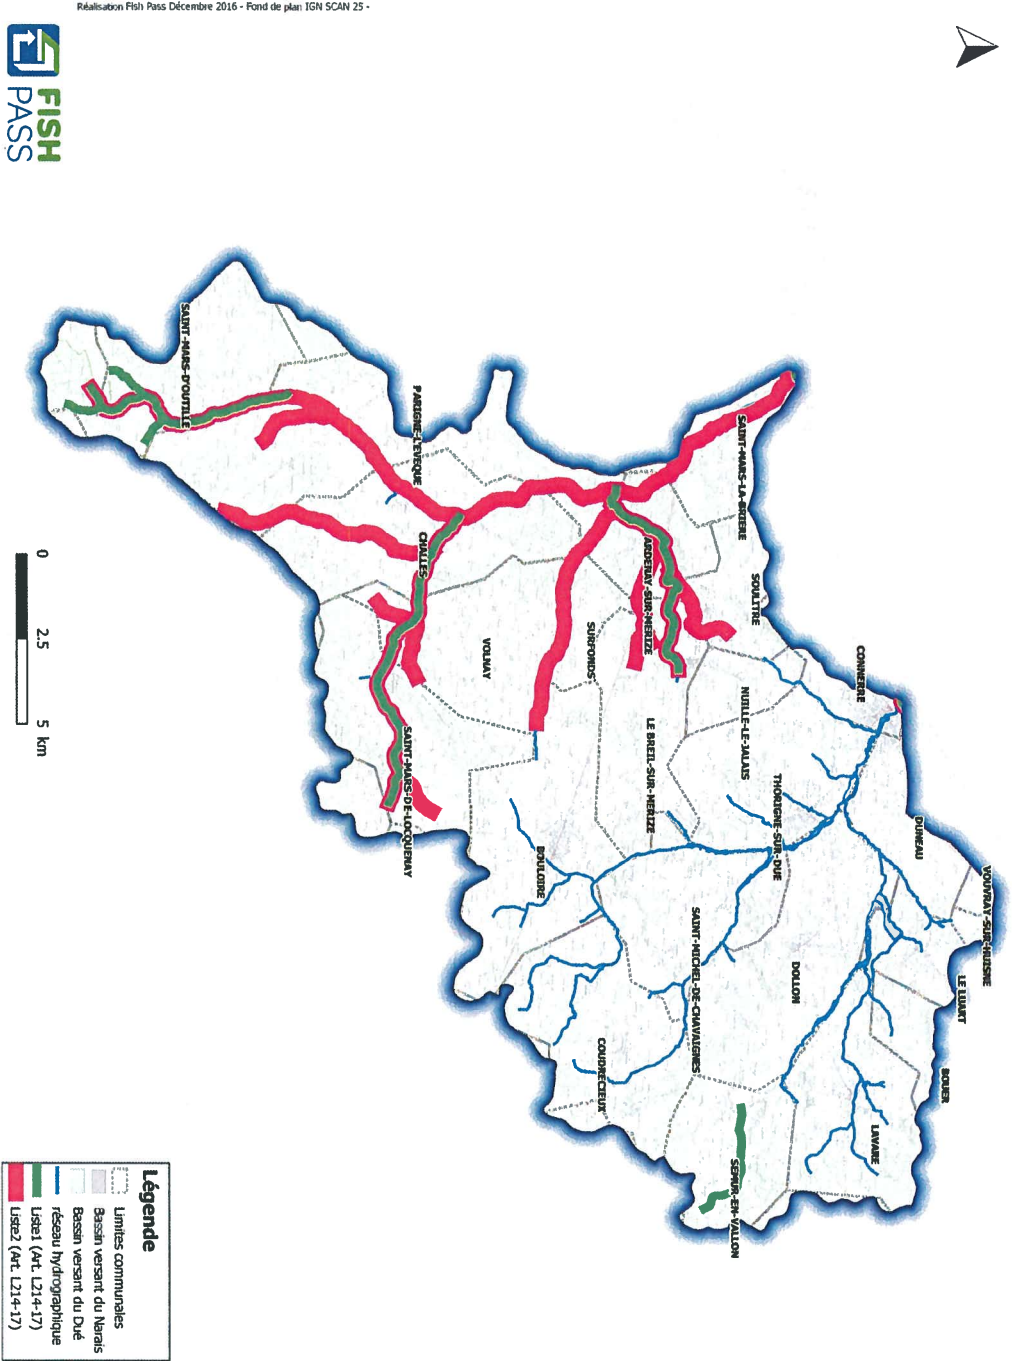 Réalisation Fish Pass Décembre 2016 - Fond de plan IGN SCAN 25 -
FISH
PASS
VOUVRAY-SUR-HUISNE
LE LUART
BOUER
DUNEAU
CONNERRE
LAVARE
SOULITRE
SAINT-MARS-LA-BRIERE
NUILLE-LE-JALAIS
THORIGNE-SUR-DUE
DOLLON
SEMUR-EN-VALLON
ARDENAY-SUR-MERIZE
LE BREIL-SUR-MERIZE
SAINT-MICHEL-DE-CHAVAIGNES
SURFONDS
COUDRECIEUX
BOULOIRE
VOLNAY
PARIGNE-L'EVEQUE
CHALLES
SAINT-MARS-DE-LOCQUENAY
SAINT-MARS-D'OUTILLE
0 2.5 5 km
Légende
Limites communales
Bassin versant du Narais
Bassin versant du Dué
réseau hydrographique
Liste1 (Art. L214-17)
Liste2 (Art. L214-17)